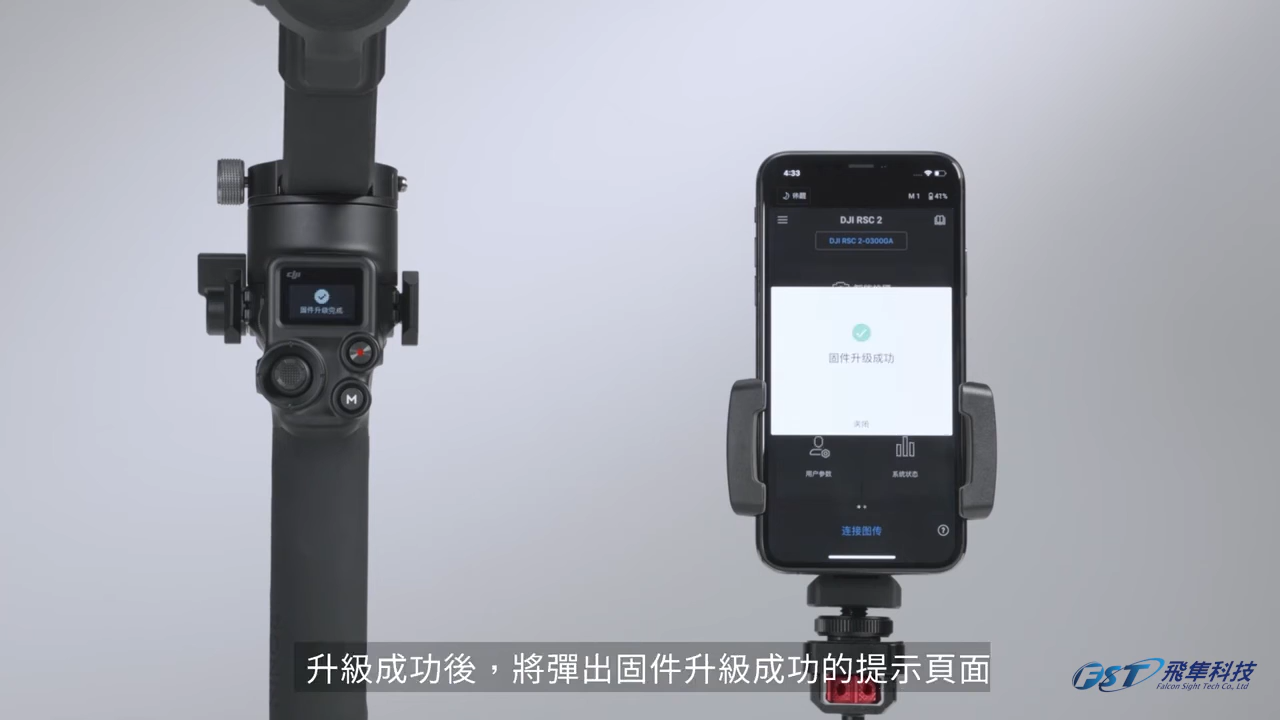 4:33
休眠
M 1
41%
DJI RSC 2
DJI RSC 2-0300GA
dji
固件升级完成
固件升级成功
M
关闭
用户参数
系统状态
连接图传
升級成功後，將彈出固件升級成功的提示頁面
FST 飛隼科技
Falcon Sight Tech Co., Ltd